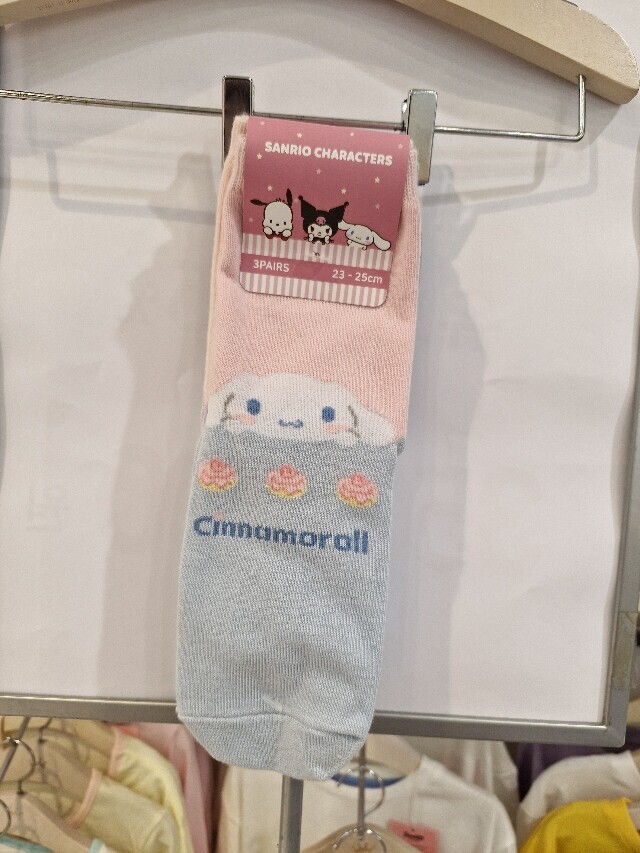 SANRIO CHARACTERS
3PAIRS
23 - 25cm
Cinnamoroll